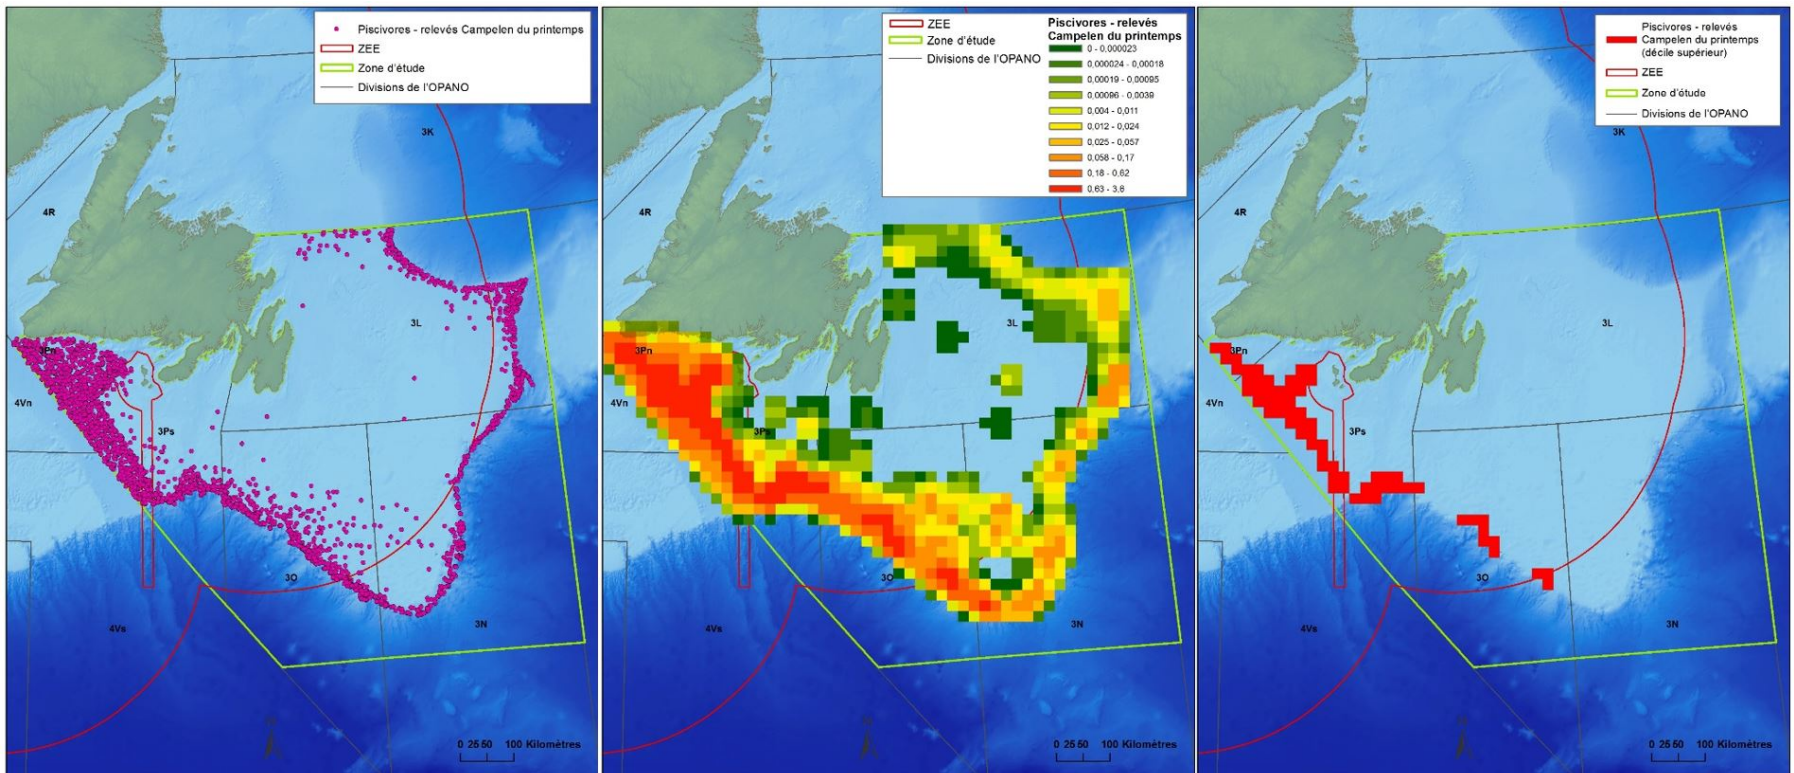 Piscivores - relevés Campelen du printemps
ZEE
Zone d'étude
Divisions de l'OPANO
3K
4R
3L
3Pn
4Vn
3Ps
3O
3N
4Vs
0 25 50 100 Kilomètres
ZEE
Zone d'étude
Divisions de l'OPANO
Piscivores - relevés
Campelen du printemps
0 - 0,000023
0,000024 - 0,00018
0,00019 - 0,00095
0,00096 - 0,0039
0,004 - 0,011
0,012 - 0,024
0,025 - 0,057
0,058 - 0,17
0,18 - 0,62
0,63 - 3,6
4R
3L
3Pn
4Vn
3Ps
3O
3N
4Vs
0 25 50 100 Kilomètres
Piscivores - relevés
Campelen du printemps
(décile supérieur)
ZEE
Zone d'étude
Divisions de l'OPANO
3K
4R
3L
3Pn
4Vn
3Ps
3O
3N
4Vs
0 25 50 100 Kilomètres